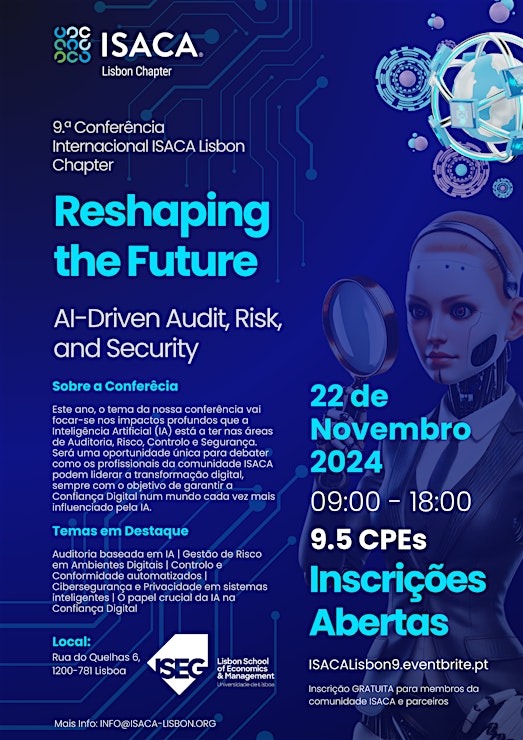 ISACA®
Lisbon Chapter
9.ª Conferência
Internacional ISACA Lisbon
Chapter
Reshaping
the Future
AI-Driven Audit, Risk,
and Security
Sobre a Conferêcia
Este ano, o tema da nossa conferência vai
focar-se nos impactos profundos que a
Inteligência Artificial (IA) está a ter nas áreas
de Auditoria, Risco, Controlo e Segurança.
Será uma oportunidade única para debater
como os profissionais da comunidade ISACA
podem liderar a transformação digital,
sempre com o objetivo de garantir a
Confiança Digital num mundo cada vez mais
influenciado pela IA.
Temas em Destaque
Auditoria baseada em IA | Gestão de Risco
em Ambientes Digitais | Controlo e
Conformidade automatizados |
Cibersegurança e Privacidade em sistemas
inteligentes | O papel crucial da IA na
Confiança Digital
Local:
Rua do Quelhas 6,
1200-781 Lisboa
ISEG
Lisbon School
of Economics
& Management
Universidade de Lisboa
Mais Info: INFO@ISACA-LISBON.ORG
22 de
Novembro
2024
09:00 - 18:00
9.5 CPEs
Inscrições
Abertas
ISACALisbon9.eventbrite.pt
Inscrição GRATUITA para membros da
comunidade ISACA e parceiros